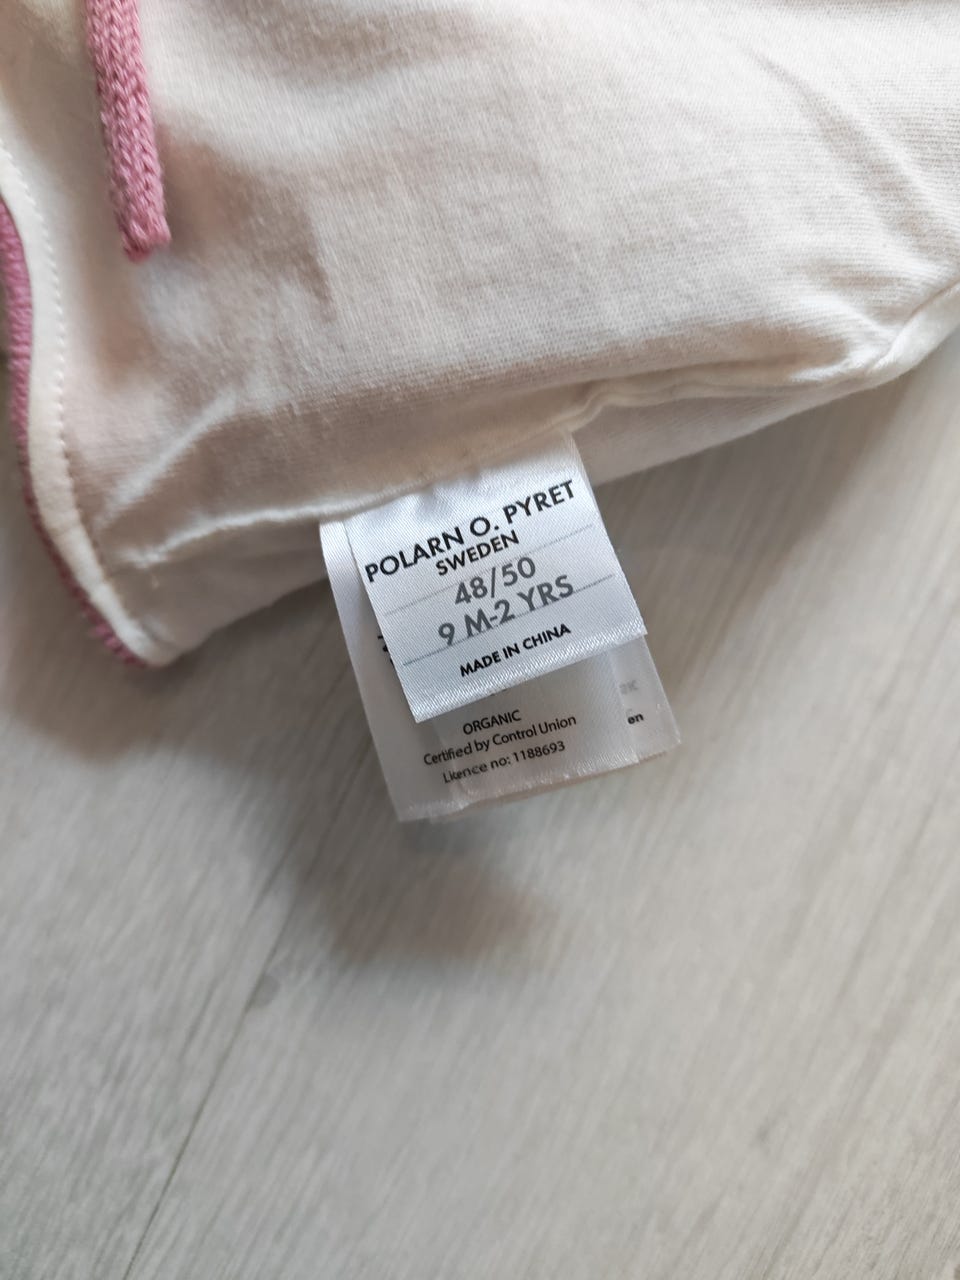 POLARN O. PYRET
SWEDEN
48/50
9 M-2 YRS
MADE IN CHINA
ORGANIC
Certified by Control Union
Licence no: 1188693
en